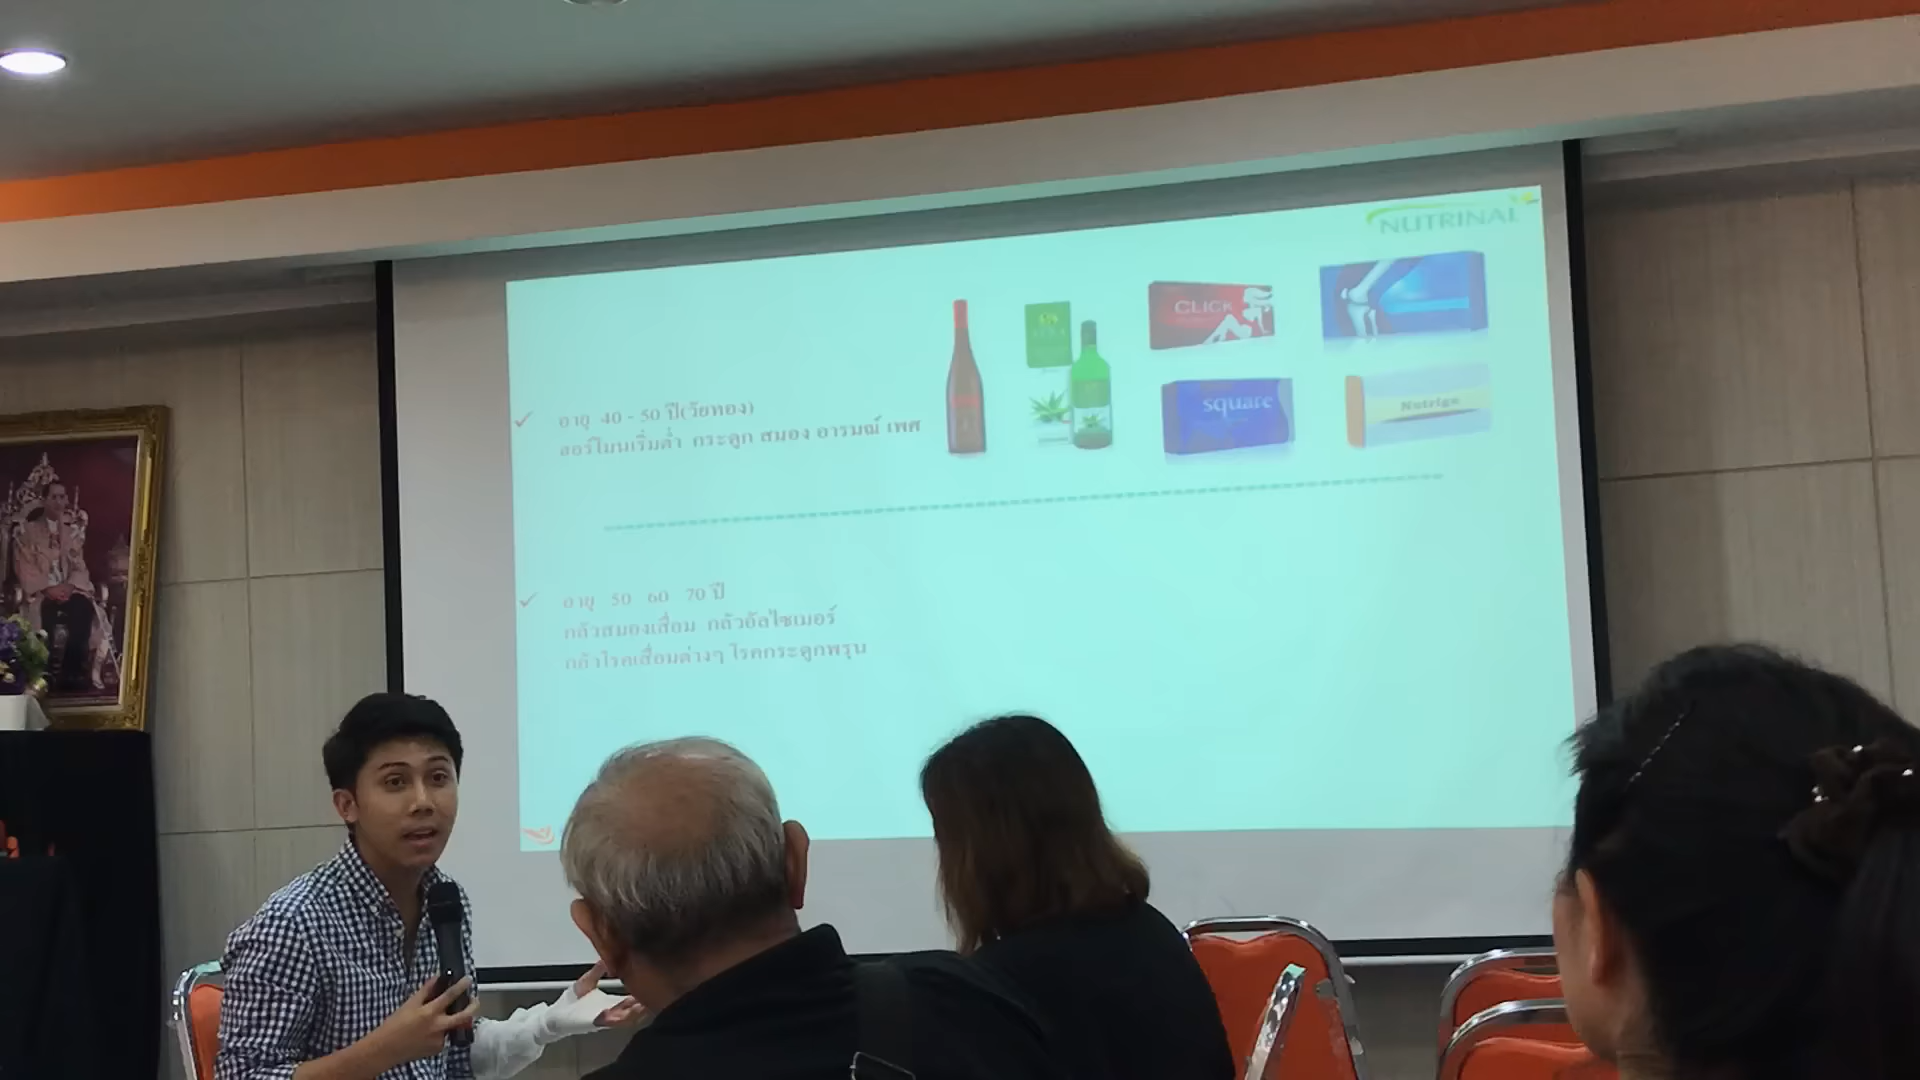 NUTRINAL
CLICK
square
Nutriga
อายุ 40 - 50 ปี(วัยทอง)
ฮอร์โมนเริ่มต่ำ กระดูก สมอง อารมณ์ เพศ
อายุ 50 60 70 ปี
กลัวสมองเสื่อม กลัวอัลไซเมอร์
กลัวโรคเสื่อมต่างๆ โรคกระดูกพรุน